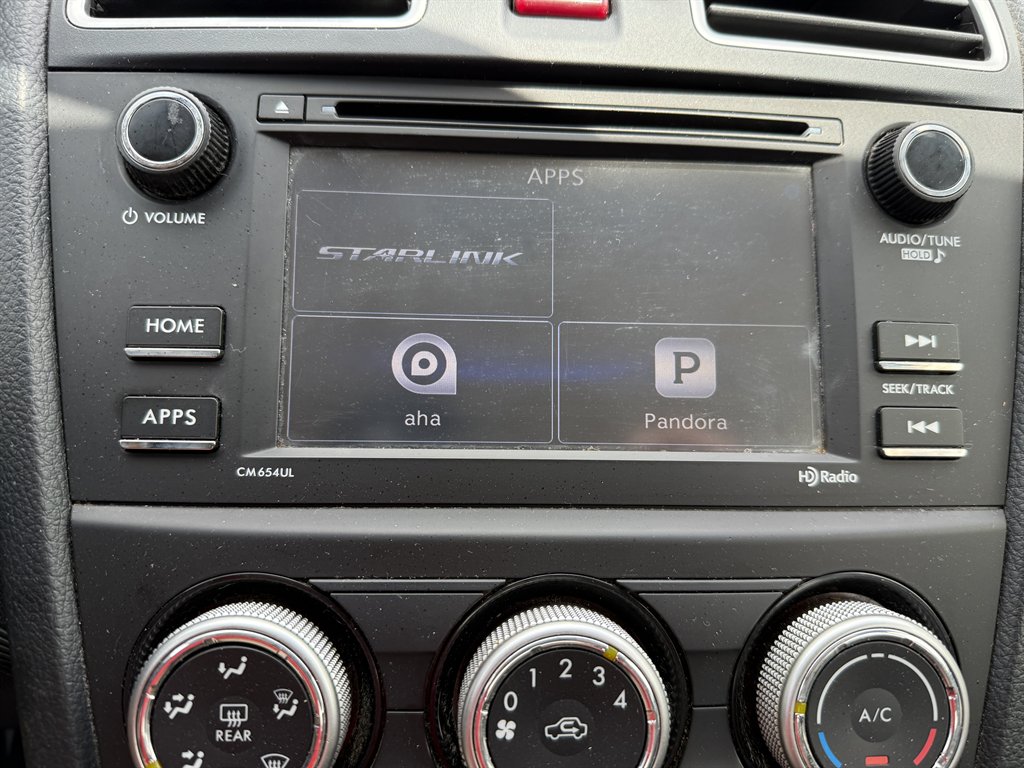 APPS
VOLUME
AUDIO/TUNE
HOLD
STARLINK
HOME
SEEK/TRACK
APPS
aha
P
Pandora
CM654UL
HD Radio
REAR
0 1 2 3 4
A/C